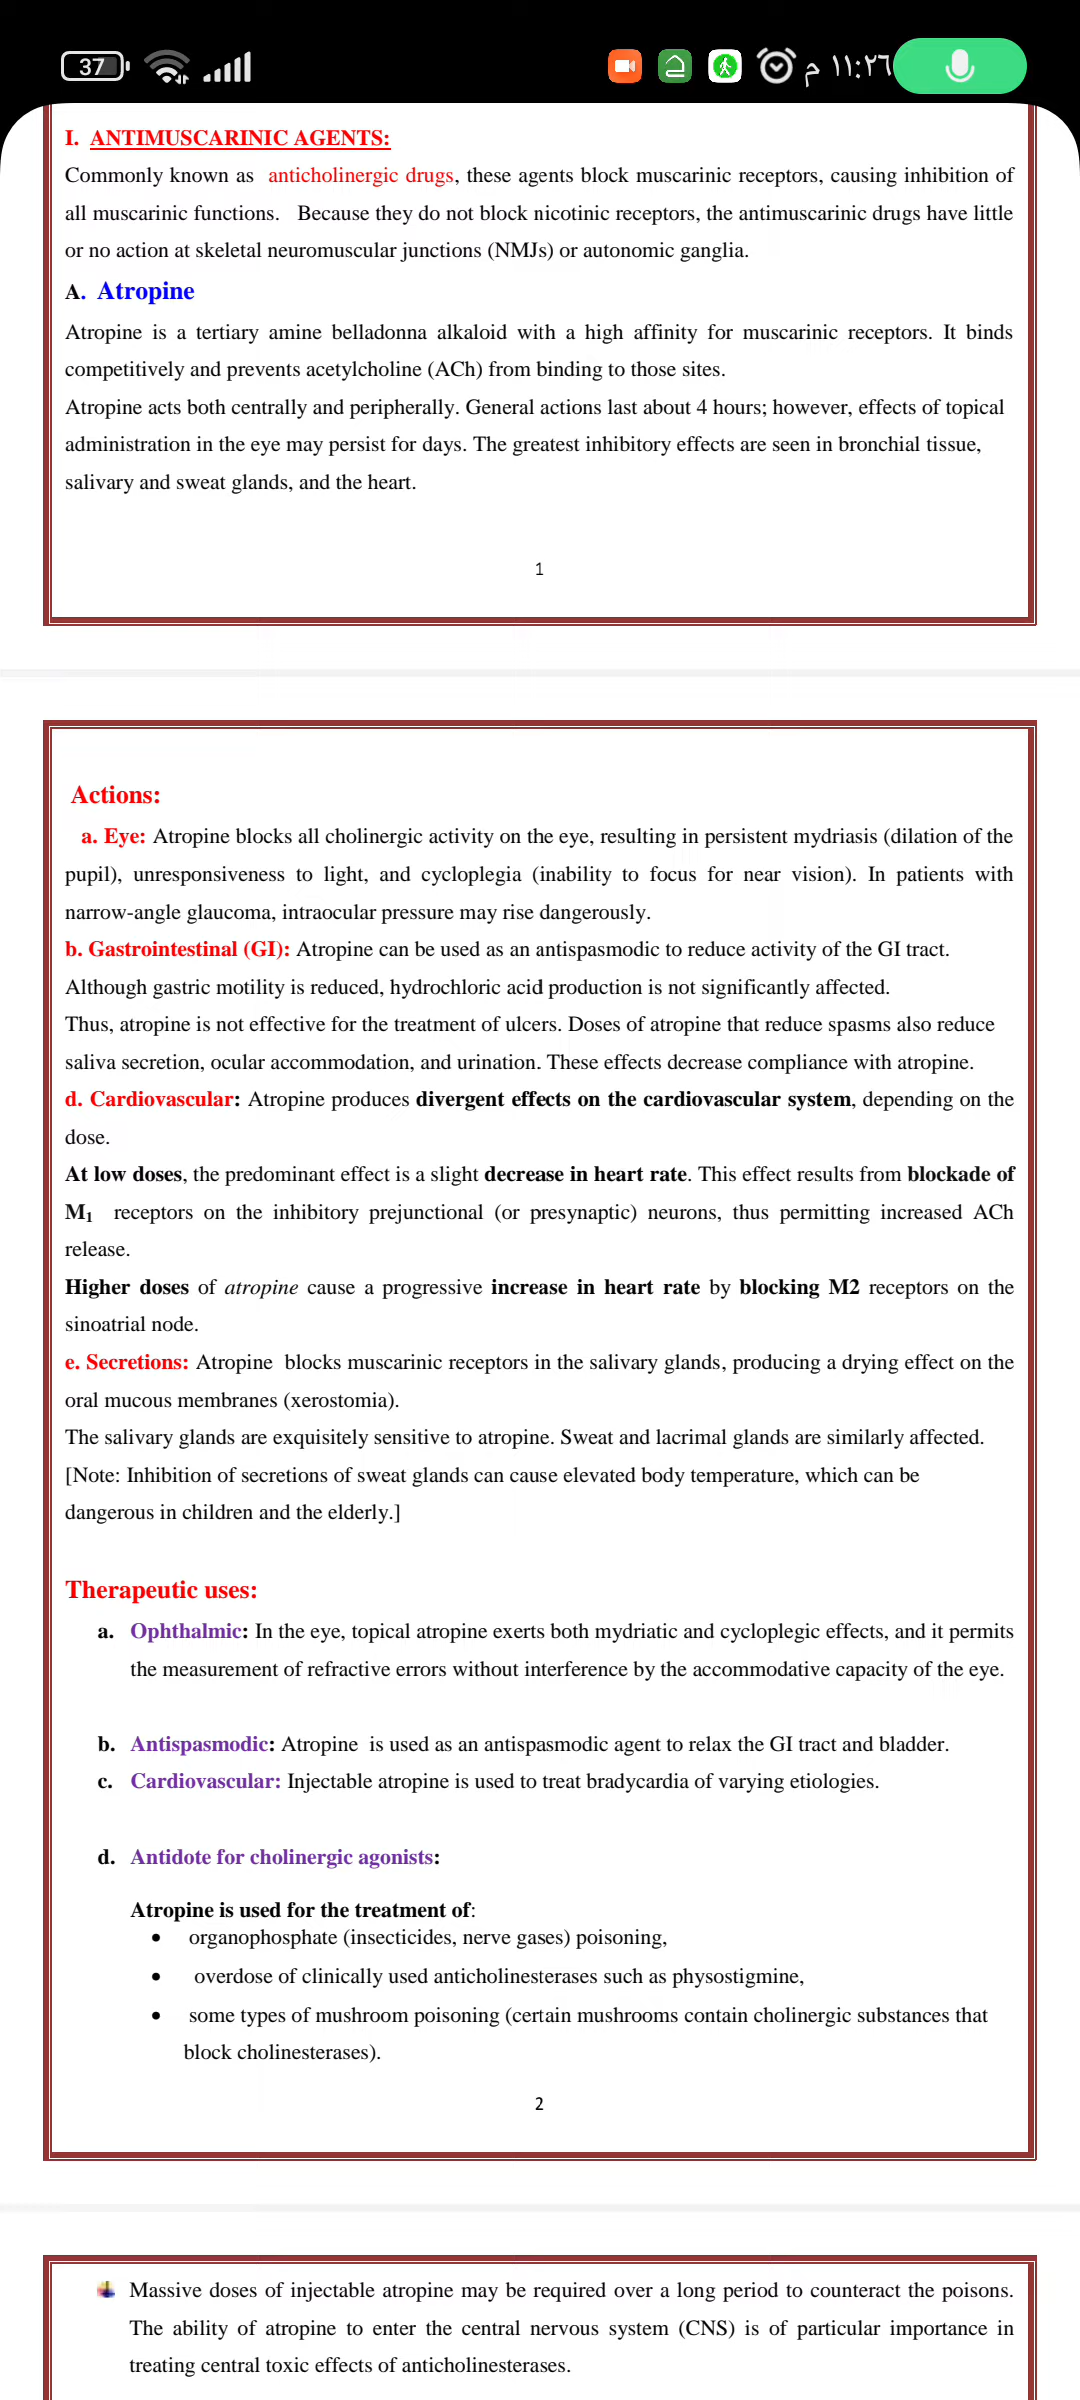 37
١١:٢٦ م
I. ANTIMUSCARINIC AGENTS:
Commonly known as anticholinergic drugs, these agents block muscarinic receptors, causing inhibition of
all muscarinic functions. Because they do not block nicotinic receptors, the antimuscarinic drugs have little
or no action at skeletal neuromuscular junctions (NMJs) or autonomic ganglia.
A. Atropine
Atropine is a tertiary amine belladonna alkaloid with a high affinity for muscarinic receptors. It binds
competitively and prevents acetylcholine (ACh) from binding to those sites.
Atropine acts both centrally and peripherally. General actions last about 4 hours; however, effects of topical
administration in the eye may persist for days. The greatest inhibitory effects are seen in bronchial tissue,
salivary and sweat glands, and the heart.
1
Actions:
a. Eye: Atropine blocks all cholinergic activity on the eye, resulting in persistent mydriasis (dilation of the
pupil), unresponsiveness to light, and cycloplegia (inability to focus for near vision). In patients with
narrow-angle glaucoma, intraocular pressure may rise dangerously.
b. Gastrointestinal (GI): Atropine can be used as an antispasmodic to reduce activity of the GI tract.
Although gastric motility is reduced, hydrochloric acid production is not significantly affected.
Thus, atropine is not effective for the treatment of ulcers. Doses of atropine that reduce spasms also reduce
saliva secretion, ocular accommodation, and urination. These effects decrease compliance with atropine.
d. Cardiovascular: Atropine produces divergent effects on the cardiovascular system, depending on the
dose.
At low doses, the predominant effect is a slight decrease in heart rate. This effect results from blockade of
M1 receptors on the inhibitory prejunctional (or presynaptic) neurons, thus permitting increased ACh
release.
Higher doses of atropine cause a progressive increase in heart rate by blocking M2 receptors on the
sinoatrial node.
e. Secretions: Atropine blocks muscarinic receptors in the salivary glands, producing a drying effect on the
oral mucous membranes (xerostomia).
The salivary glands are exquisitely sensitive to atropine. Sweat and lacrimal glands are similarly affected.
[Note: Inhibition of secretions of sweat glands can cause elevated body temperature, which can be
dangerous in children and the elderly.]
Therapeutic uses:
a. Ophthalmic: In the eye, topical atropine exerts both mydriatic and cycloplegic effects, and it permits
the measurement of refractive errors without interference by the accommodative capacity of the eye.
b. Antispasmodic: Atropine is used as an antispasmodic agent to relax the GI tract and bladder.
c. Cardiovascular: Injectable atropine is used to treat bradycardia of varying etiologies.
d. Antidote for cholinergic agonists:
Atropine is used for the treatment of:
• organophosphate (insecticides, nerve gases) poisoning,
• overdose of clinically used anticholinesterases such as physostigmine,
• some types of mushroom poisoning (certain mushrooms contain cholinergic substances that
block cholinesterases).
2
Massive doses of injectable atropine may be required over a long period to counteract the poisons.
The ability of atropine to enter the central nervous system (CNS) is of particular importance in
treating central toxic effects of anticholinesterases.